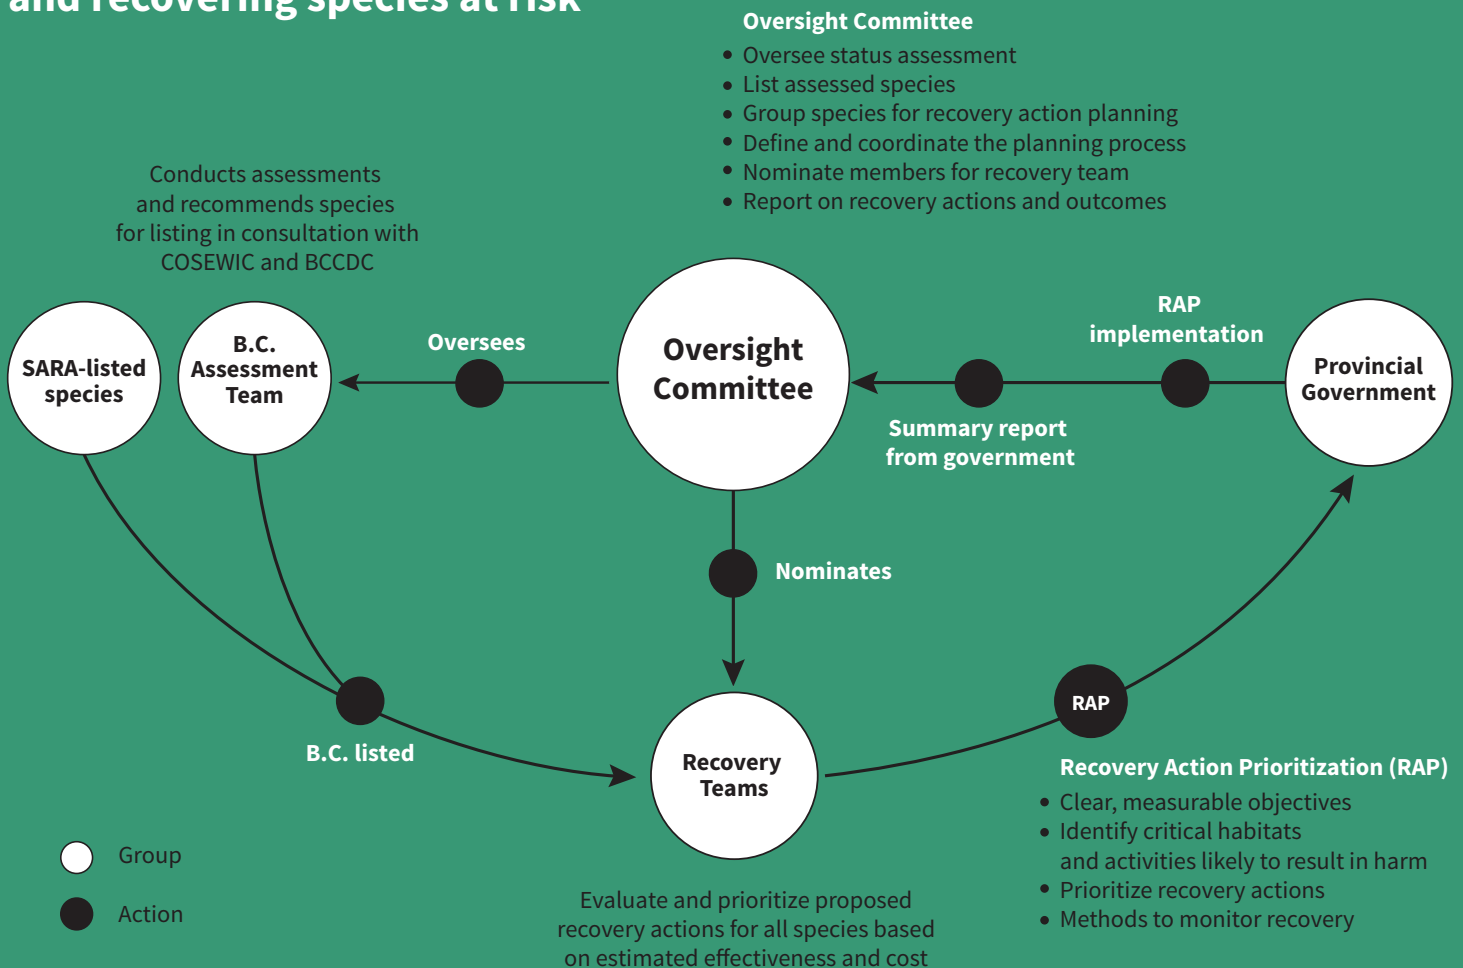 and recovering species at risk
Oversight Committee
• Oversee status assessment
• List assessed species
• Group species for recovery action planning
• Define and coordinate the planning process
• Nominate members for recovery team
• Report on recovery actions and outcomes
Conducts assessments
and recommends species
for listing in consultation with
COSEWIC and BCCDC
SARA-listed
species
B.C.
Assessment
Team
Oversees
Oversight
Committee
RAP
implementation
Summary report
from government
Provincial
Government
Nominates
B.C. listed
Recovery
Teams
RAP
Recovery Action Prioritization (RAP)
• Clear, measurable objectives
• Identify critical habitats
and activities likely to result in harm
• Prioritize recovery actions
• Methods to monitor recovery
Group
Action
Evaluate and prioritize proposed
recovery actions for all species based
on estimated effectiveness and cost